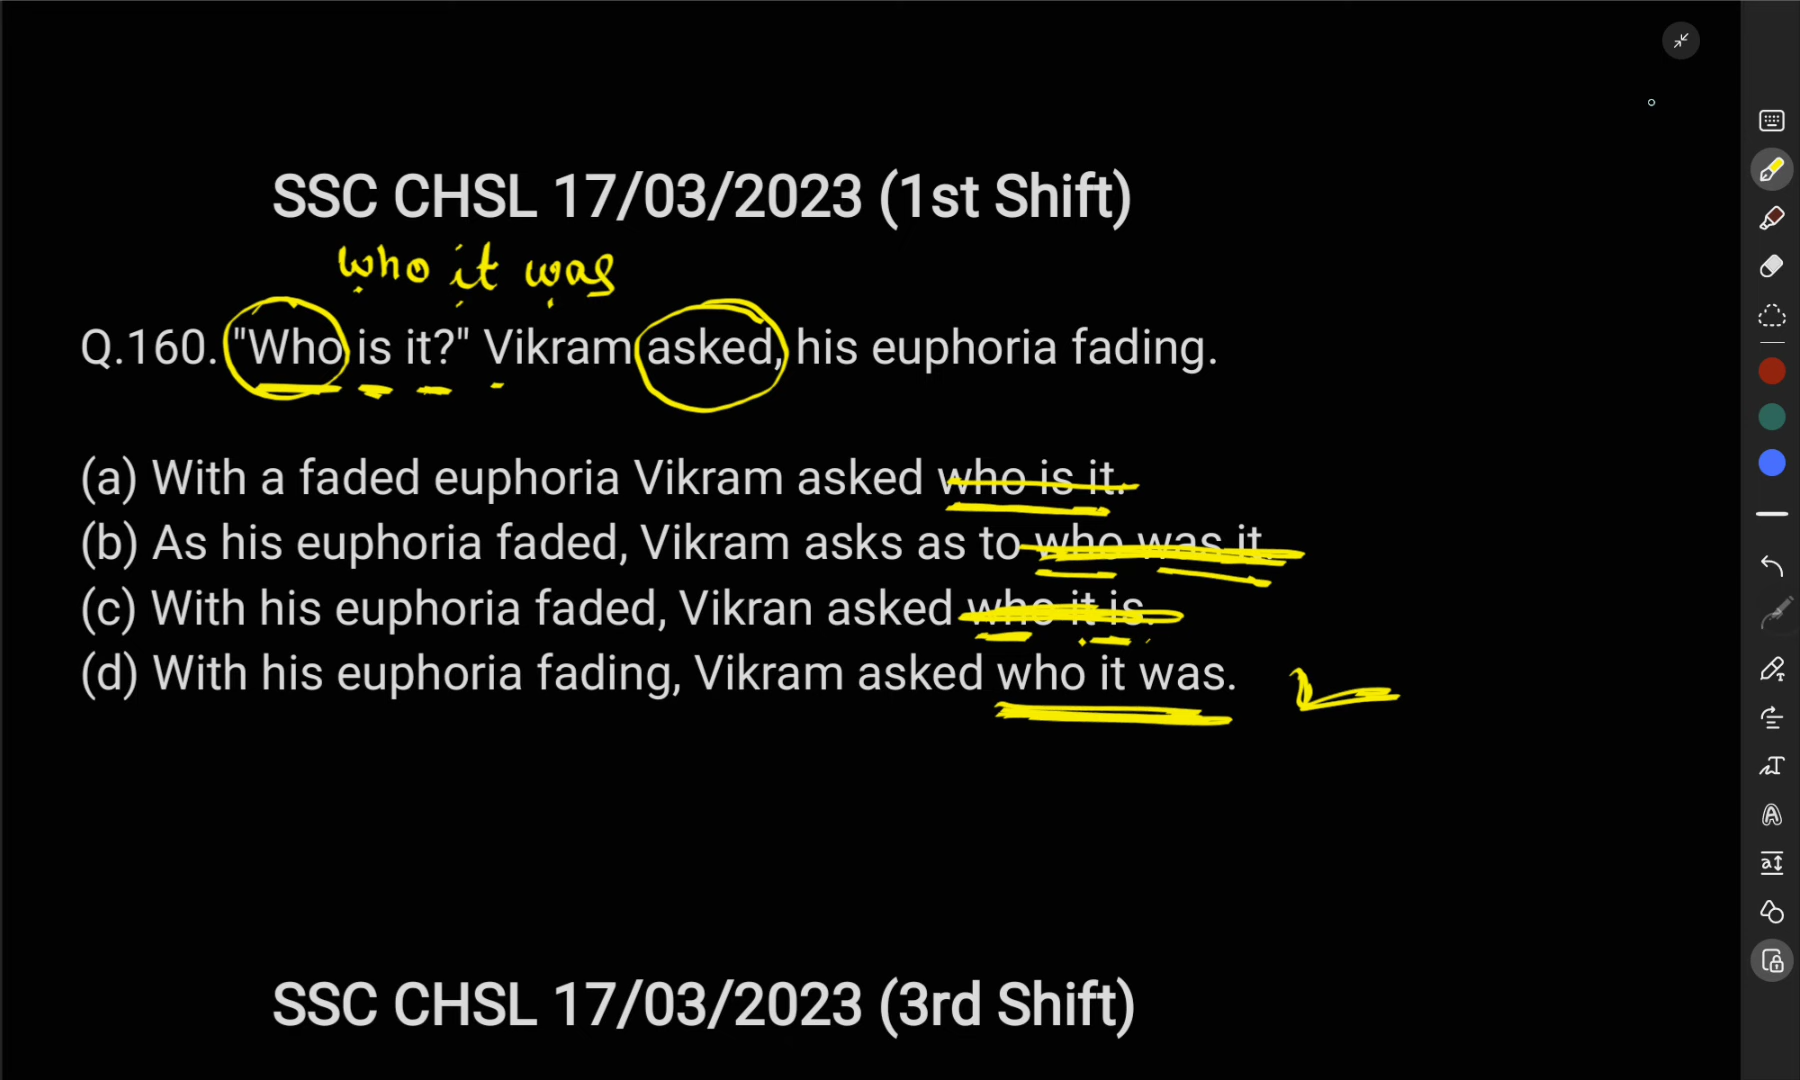 SSC CHSL 17/03/2023 (1st Shift)
who it was
Q.160. "Who is it?" Vikram asked, his euphoria fading.
(a) With a faded euphoria Vikram asked who is it.
(b) As his euphoria faded, Vikram asks as to who was it.
(c) With his euphoria faded, Vikran asked who it is.
(d) With his euphoria fading, Vikram asked who it was.
SSC CHSL 17/03/2023 (3rd Shift)